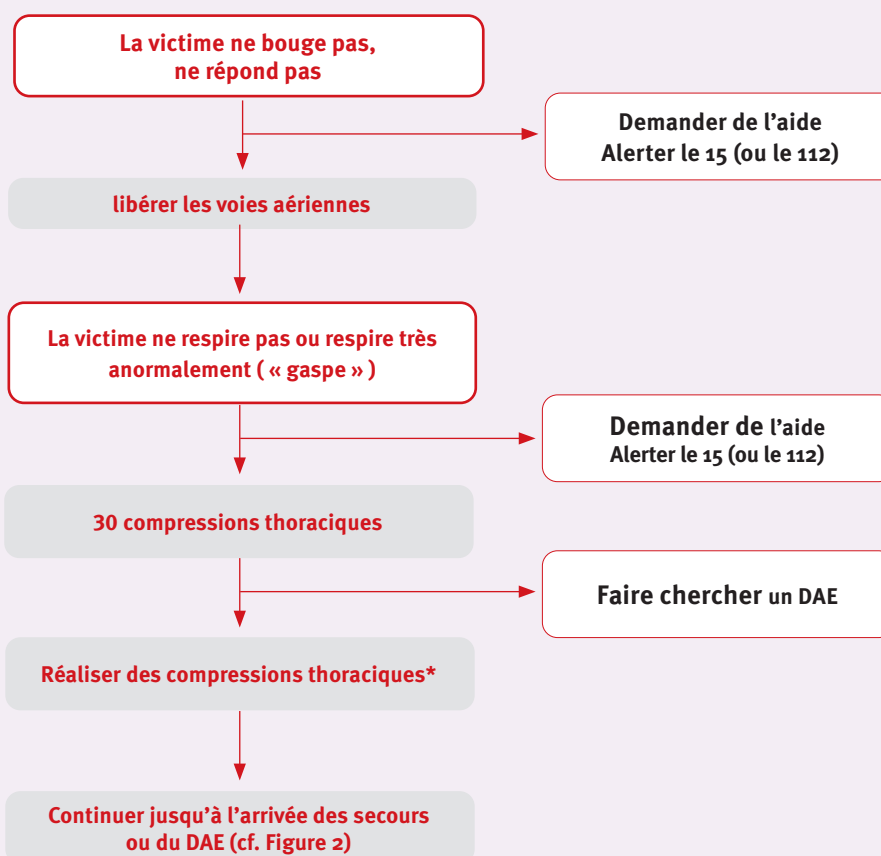 La victime ne bouge pas,
ne répond pas
Demander de l’aide
Alerter le 15 (ou le 112)
libérer les voies aériennes
La victime ne respire pas ou respire très
anormalement ( « gaspe » )
Demander de l’aide
Alerter le 15 (ou le 112)
30 compressions thoraciques
Faire chercher un DAE
Réaliser des compressions thoraciques*
Continuer jusqu’à l’arrivée des secours
ou du DAE (cf. Figure 2)